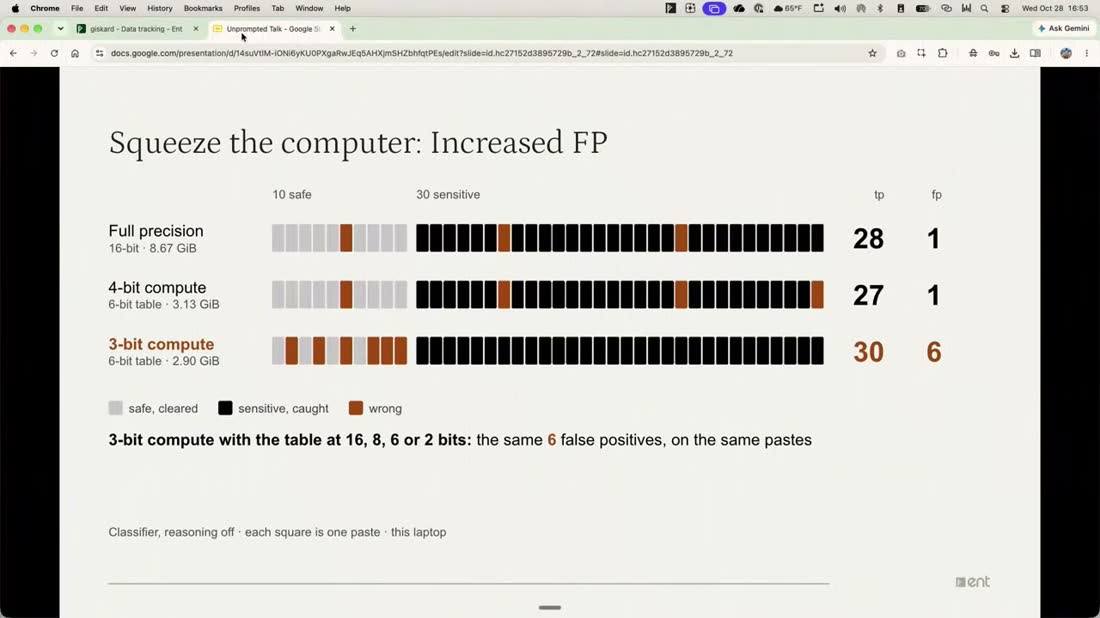 Chrome File Edit View History Bookmarks Profiles Tab Window Help 65°F Wed Oct 28 16:53
giskard – Data tracking – Ent Unprompted Talk - Google Ask Gemini
docs.google.com/presentation/d/14suVtlM-iONi6yKU0PXgaRwJEq5AHXjmSHZbhfqtPEs/edit?slide=id.hc27152d3895729b_2_72#slide=id.hc27152d3895729b_2_72
Squeeze the computer: Increased FP
10 safe 30 sensitive tp fp
Full precision
16-bit · 8.67 GiB
28 1
4-bit compute
6-bit table · 3.13 GiB
27 1
3-bit compute
6-bit table · 2.90 GiB
30 6
safe, cleared sensitive, caught wrong
3-bit compute with the table at 16, 8, 6 or 2 bits: the same 6 false positives, on the same pastes
Classifier, reasoning off · each square is one paste · this laptop
ent